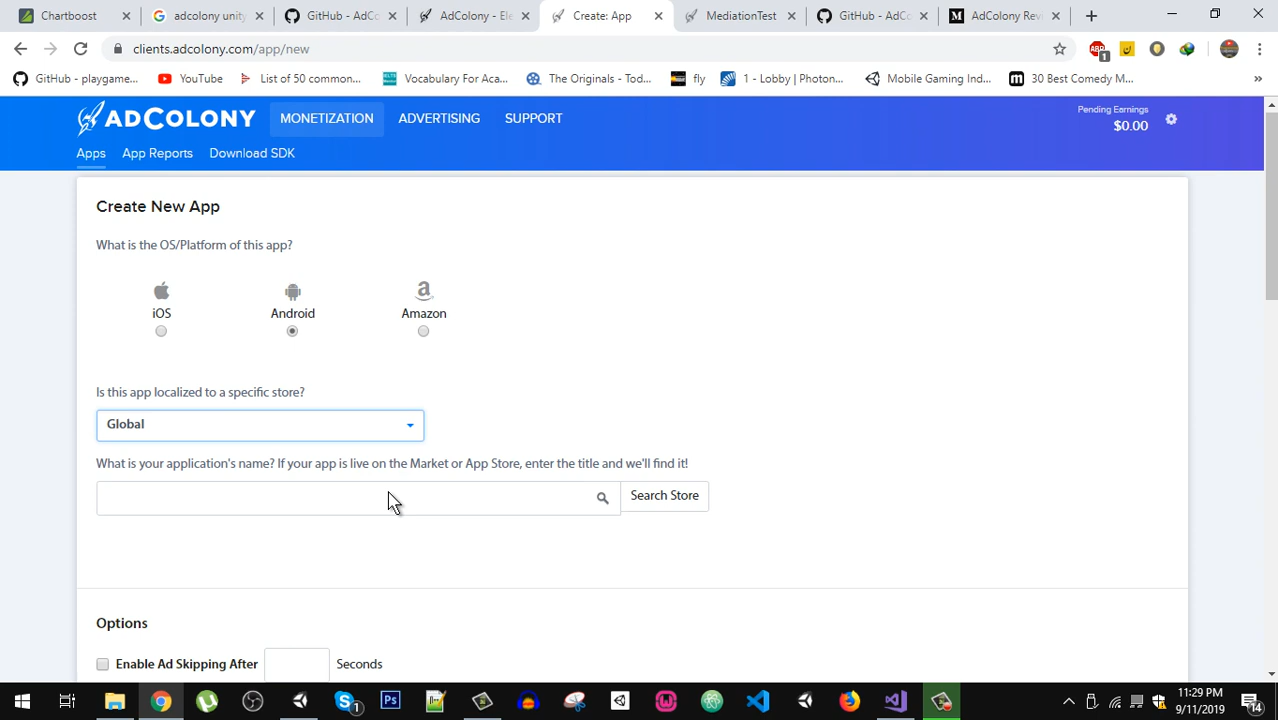 Chartboost
adcolony unity
GitHub - AdCo
AdColony - Ela
Create: App
MediationTest
GitHub - AdCo
AdColony Rev
clients.adcolony.com/app/new
ABP
1
GitHub - playgame...
YouTube
List of 50 common...
Vocabulary For Aca...
The Originals - Tod...
fly
1 - Lobby | Photon...
Mobile Gaming Ind...
30 Best Comedy M...
»
ADCOLONY
MONETIZATION
ADVERTISING
SUPPORT
Pending Earnings
$0.00
Apps
App Reports
Download SDK
Create New App
What is the OS/Platform of this app?
iOS
Android
Amazon
Is this app localized to a specific store?
Global
What is your application's name? If your app is live on the Market or App Store, enter the title and we'll find it!
Search Store
Options
Enable Ad Skipping After
Seconds
11:29 PM
9/11/2019
14